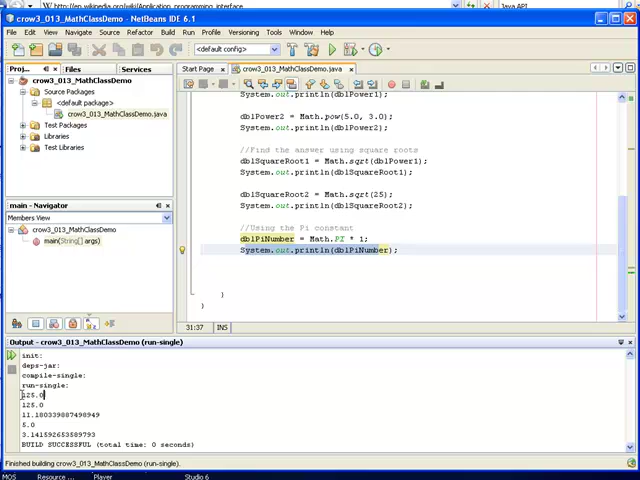 http://en.wikipedia.org/wiki/Application_programming_interface
Java API
crow3_013_MathClassDemo - NetBeans IDE 6.1
File Edit View Navigate Source Refactor Build Run Profile Versioning Tools Window Help
<default config>
Proj... Files Services
crow3_013_MathClassDemo
Source Packages
<default package>
crow3_013_MathClassDemo.java
Test Packages
Libraries
Test Libraries
main - Navigator
Members View
crow3_013_MathClassDemo
main(String[] args)
Start Page crow3_013_MathClassDemo.java
System.out.println(dblPower1);
dblPower2 = Math.pow(5.0, 3.0);
System.out.println(dblPower2);
//Find the answer using square roots
dblSquareRoot1 = Math.sqrt(dblPower1);
System.out.println(dblSquareRoot1);
dblSquareRoot2 = Math.sqrt(25);
System.out.println(dblSquareRoot2);
//Using the Pi constant
dblPiNumber = Math.PI * 1;
System.out.println(dblPiNumber);
}
}
31:37 INS
Output - crow3_013_MathClassDemo (run-single)
init:
deps-jar:
compile-single:
run-single:
125.0
125.0
11.180339887498949
5.0
3.141592653589793
BUILD SUCCESSFUL (total time: 0 seconds)
Finished building crow3_013_MathClassDemo (run-single).
MOS Resource ... Player Studio 6